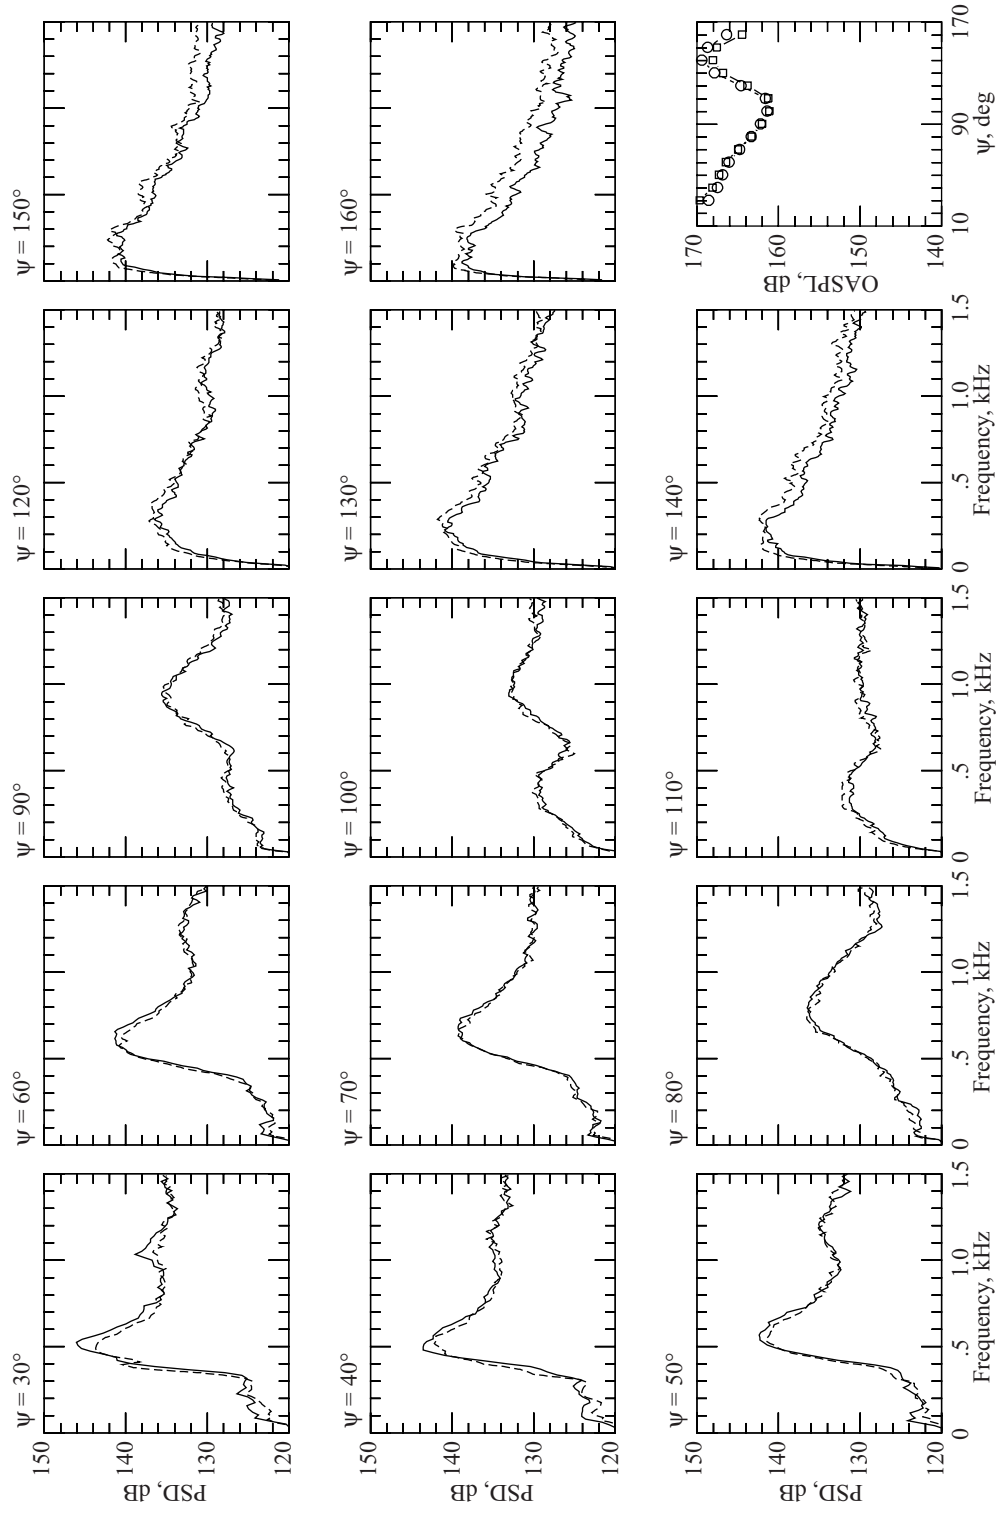 ψ = 30°
ψ = 60°
ψ = 90°
ψ = 120°
ψ = 150°
150
140
130
120
PSD, dB
ψ = 40°
ψ = 70°
ψ = 100°
ψ = 130°
ψ = 160°
150
140
130
120
PSD, dB
ψ = 50°
ψ = 80°
ψ = 110°
ψ = 140°
150
140
130
120
PSD, dB
0 .5 1.0 1.5
Frequency, kHz
0 .5 1.0 1.5
Frequency, kHz
0 .5 1.0 1.5
Frequency, kHz
0 .5 1.0 1.5
Frequency, kHz
170
160
150
140
OASPL, dB
10 90 170
ψ, deg